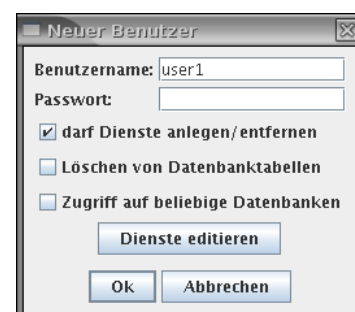 Neuer Benutzer
Benutzername: user1
Passwort:
darf Dienste anlegen/entfernen
Löschen von Datenbanktabellen
Zugriff auf beliebige Datenbanken
Dienste editieren
Ok Abbrechen